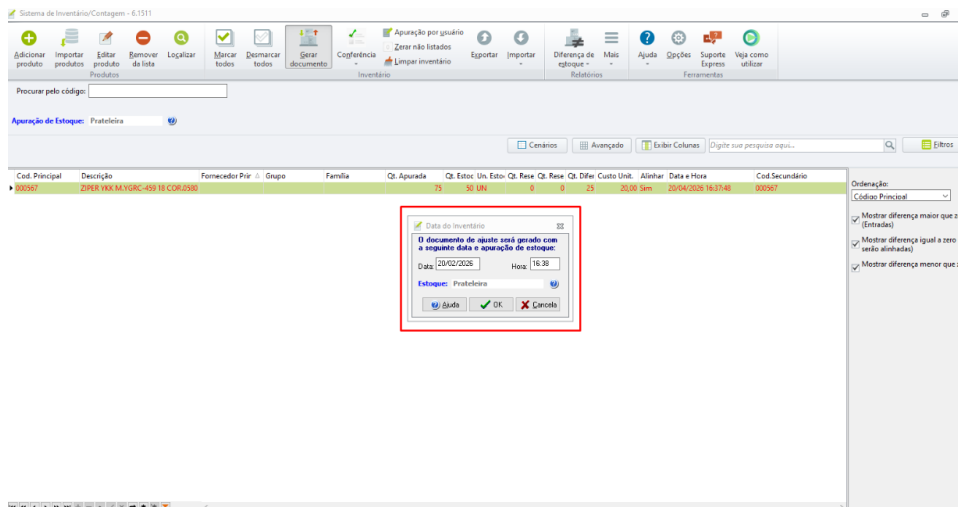 Sistema de Inventário/Contagem - 6.1511
Adicionar produto
Importar produtos
Editar produto
Remover da lista
Localizar
Produtos
Marcar todos
Desmarcar todos
Gerar documento
Conferência
Apuração por usuário
Zerar não listados
Limpar inventário
Exportar
Importar
Inventário
Diferença de estoque
Mais
Relatórios
Ajuda
Opções
Suporte Express
Veja como utilizar
Ferramentas
Procurar pelo código:
Apuração de Estoque: Prateleira
Cenários Avançado Exibir Colunas Digite sua pesquisa aqui... Filtros
Cod. Principal Descrição Fornecedor Prir Grupo Família Qt. Apurada Qt. Estoc Un. Estoc Qt. Rese Qt. Rese Qt. Difer Custo Unit. Alinhar Data e Hora Cod.Secundário
000567 ZIPER YKK M.YGRC-459 18 COR.0580 75 50 UN 0 0 25 20,00 Sim 20/04/2026 16:37:48 000567
Ordenação:
Código Principal
Mostrar diferença maior que z
(Entradas)
Mostrar diferença igual a zero
serão alinhadas)
Mostrar diferença menor que
Data do Inventário
O documento de ajuste será gerado com
a seguinte data e apuração de estoque:
Data: 20/02/2026 Hora: 16:38
Estoque: Prateleira
Ajuda OK Cancela